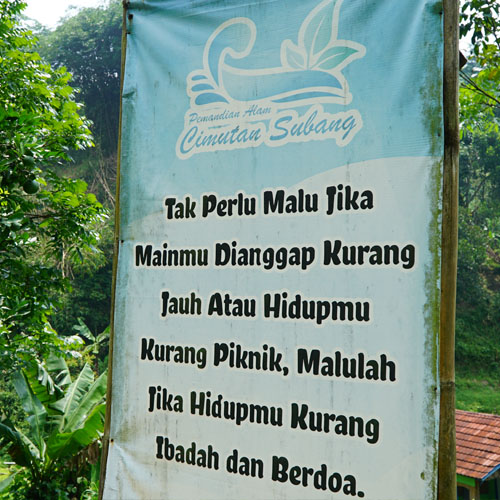 Pemandian Alam
Cimutan Subang
Tak Perlu Malu Jika
Mainmu Dianggap Kurang
Jauh Atau Hidupmu
Kurang Piknik, Malulah
Jika Hidupmu Kurang
Ibadah dan Berdoa.